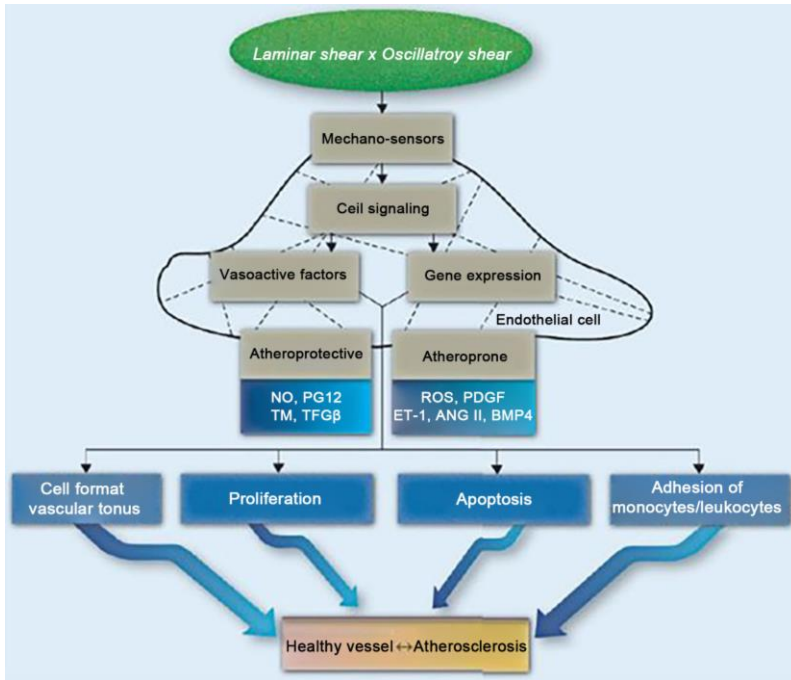 Laminar shear x Oscillatroy shear
Mechano-sensors
Ceil signaling
Vasoactive factors
Gene expression
Endothelial cell
Atheroprotective
Atheroprone
NO, PG12
TM, TFGβ
ROS, PDGF
ET-1, ANG II, BMP4
Cell format
vascular tonus
Proliferation
Apoptosis
Adhesion of
monocytes/leukocytes
Healthy vessel ↔ Atherosclerosis